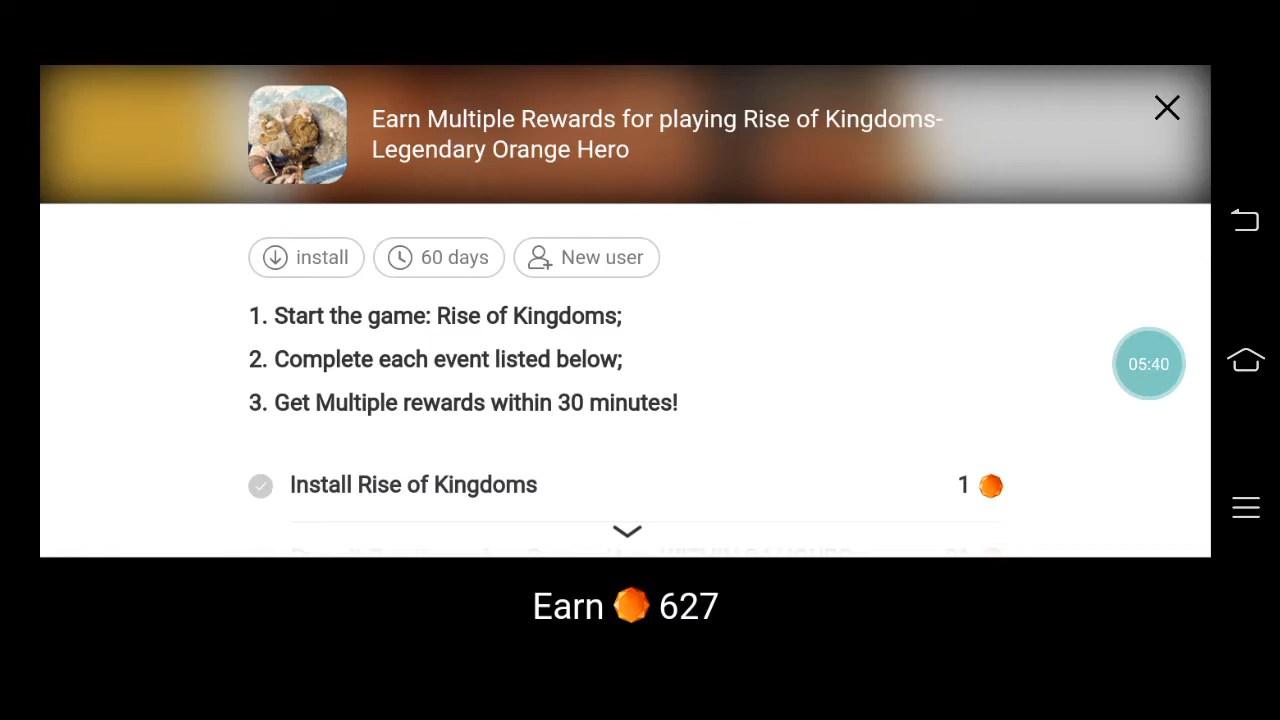 Earn Multiple Rewards for playing Rise of Kingdoms-
Legendary Orange Hero
install
60 days
New user
1. Start the game: Rise of Kingdoms;
2. Complete each event listed below;
3. Get Multiple rewards within 30 minutes!
05:40
Install Rise of Kingdoms 1
Earn 627